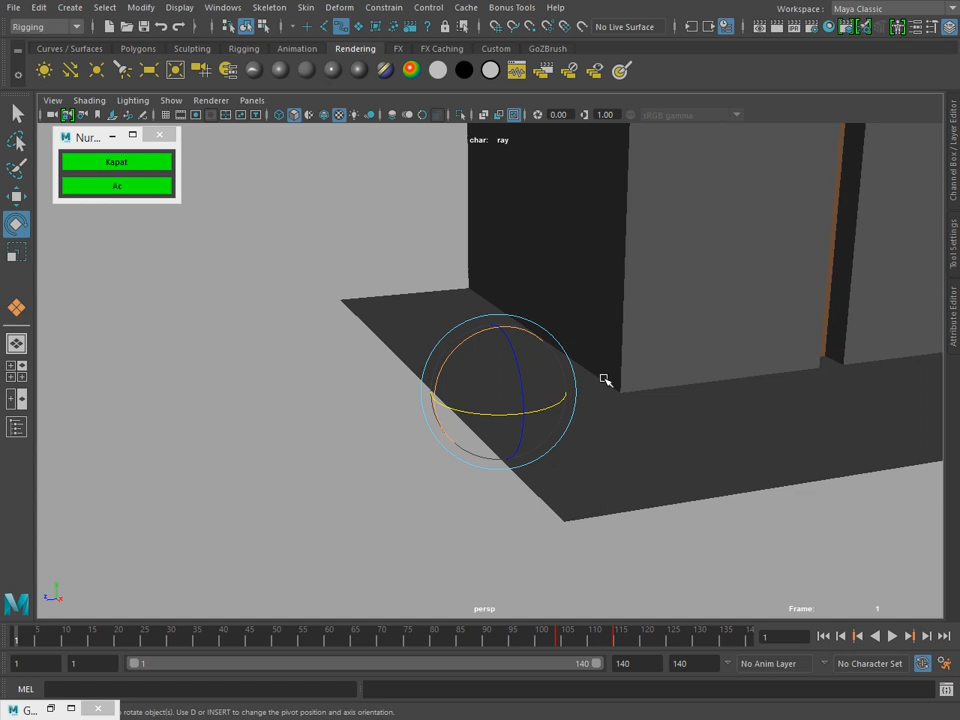 File Edit Create Select Modify Display Windows Skeleton Skin Deform Constrain Control Cache Bonus Tools Help
Workspace : Maya Classic
Rigging
No Live Surface
Curves / Surfaces Polygons Sculpting Rigging Animation Rendering FX FX Caching Custom GoZBrush
View Shading Lighting Show Renderer Panels
0.00 1.00 sRGB gamma
Nur...
Kapat
Ac
char: ray
Channel Box / Layer Editor
Tool Settings
Attribute Editor
persp
Frame: 1
1 5 10 15 20 25 30 35 40 45 50 55 60 65 70 75 80 85 90 95 100 105 110 115 120 125 130 135 14
1
1 1 1 140 140 140 No Anim Layer No Character Set
MEL
G...
rotate object(s). Use D or INSERT to change the pivot position and axis orientation.